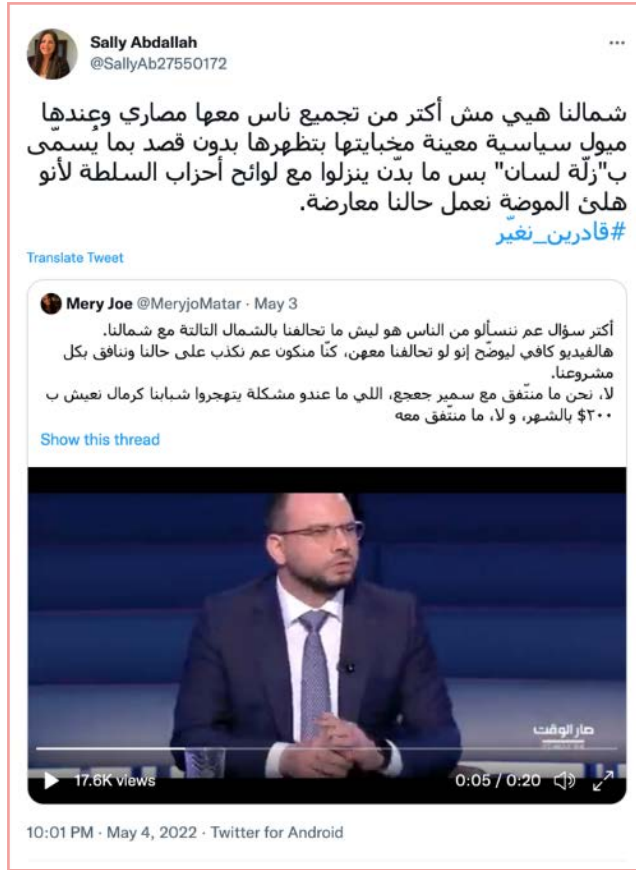 Sally Abdallah
@SallyAb27550172
شمالنا هيي مش أكتر من تجميع ناس معها مصاري وعندها
ميول سياسية معينة مخبايتها بتظهرها بدون قصد بما يُسمّى
ب"زلّة لسان" بس ما بدّن ينزلوا مع لوائح أحزاب السلطة لأنو
هلئ الموضة نعمل حالنا معارضة.
#قادرين_نغيّر
Translate Tweet
Mery Joe @MeryjoMatar · May 3
أكتر سؤال عم ننسألو من الناس هو ليش ما تحالفنا بالشمال التالتة مع شمالنا.
هالفيديو كافي ليوضّح إنو لو تحالفنا معهن، كنّا منكون عم نكذب على حالنا وننافق بكل
مشروعنا.
لا، نحن ما منتّفق مع سمير جعجع، اللي ما عندو مشكلة يتهجروا شبابنا كرمال نعيش ب
٢٠٠$ بالشهر، و لا، ما منتّفق معه
Show this thread
صار الوقت
17.6K views
0:05 / 0:20
10:01 PM · May 4, 2022 · Twitter for Android